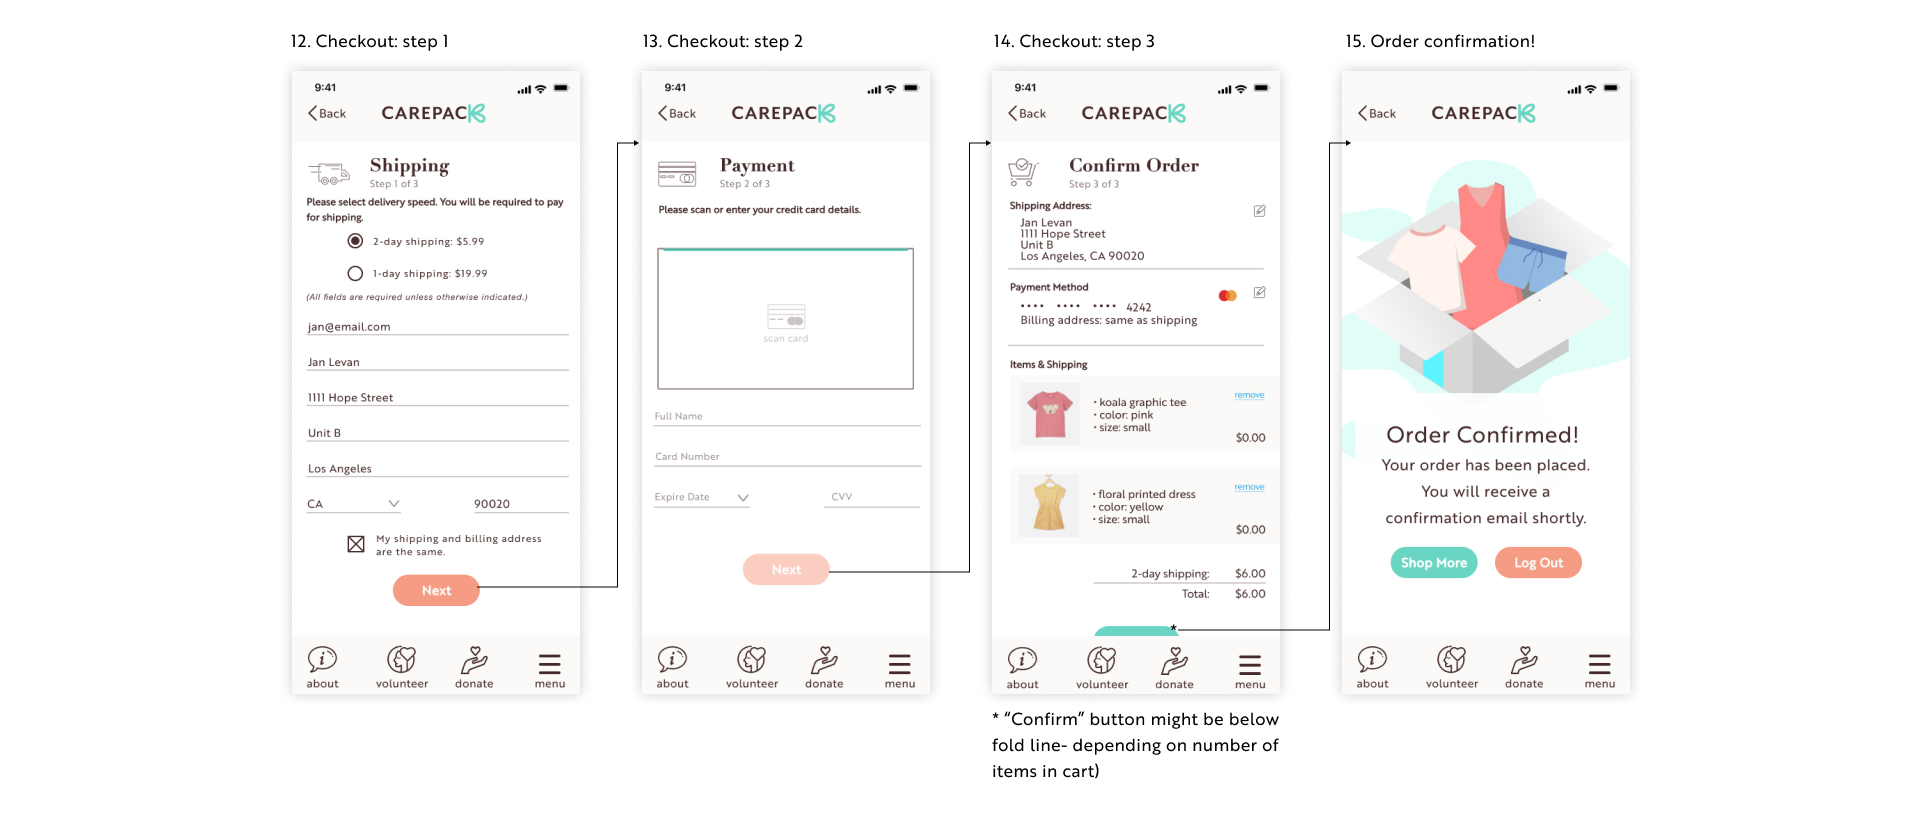 12. Checkout: step 1
9:41
Back
CAREPACK
Shipping
Step 1 of 3
Please select delivery speed. You will be required to pay
for shipping.
2-day shipping: $5.99
1-day shipping: $19.99
(All fields are required unless otherwise indicated.)
jan@email.com
Jan Levan
1111 Hope Street
Unit B
Los Angeles
CA
90020
My shipping and billing address
are the same.
Next
about
volunteer
donate
menu
13. Checkout: step 2
9:41
Back
CAREPACK
Payment
Step 2 of 3
Please scan or enter your credit card details.
scan card
Full Name
Card Number
Expire Date
CVV
Next
about
volunteer
donate
menu
14. Checkout: step 3
9:41
Back
CAREPACK
Confirm Order
Step 3 of 3
Shipping Address:
Jan Levan
1111 Hope Street
Unit B
Los Angeles, CA 90020
Payment Method
•••• •••• •••• 4242
Billing address: same as shipping
Items & Shipping
• koala graphic tee
• color: pink
• size: small
remove
$0.00
• floral printed dress
• color: yellow
• size: small
remove
$0.00
2-day shipping: $6.00
Total: $6.00
*
about
volunteer
donate
menu
* “Confirm” button might be below
fold line- depending on number of
items in cart)
15. Order confirmation!
Back
CAREPACK
Order Confirmed!
Your order has been placed.
You will receive a
confirmation email shortly.
Shop More
Log Out
about
volunteer
donate
menu